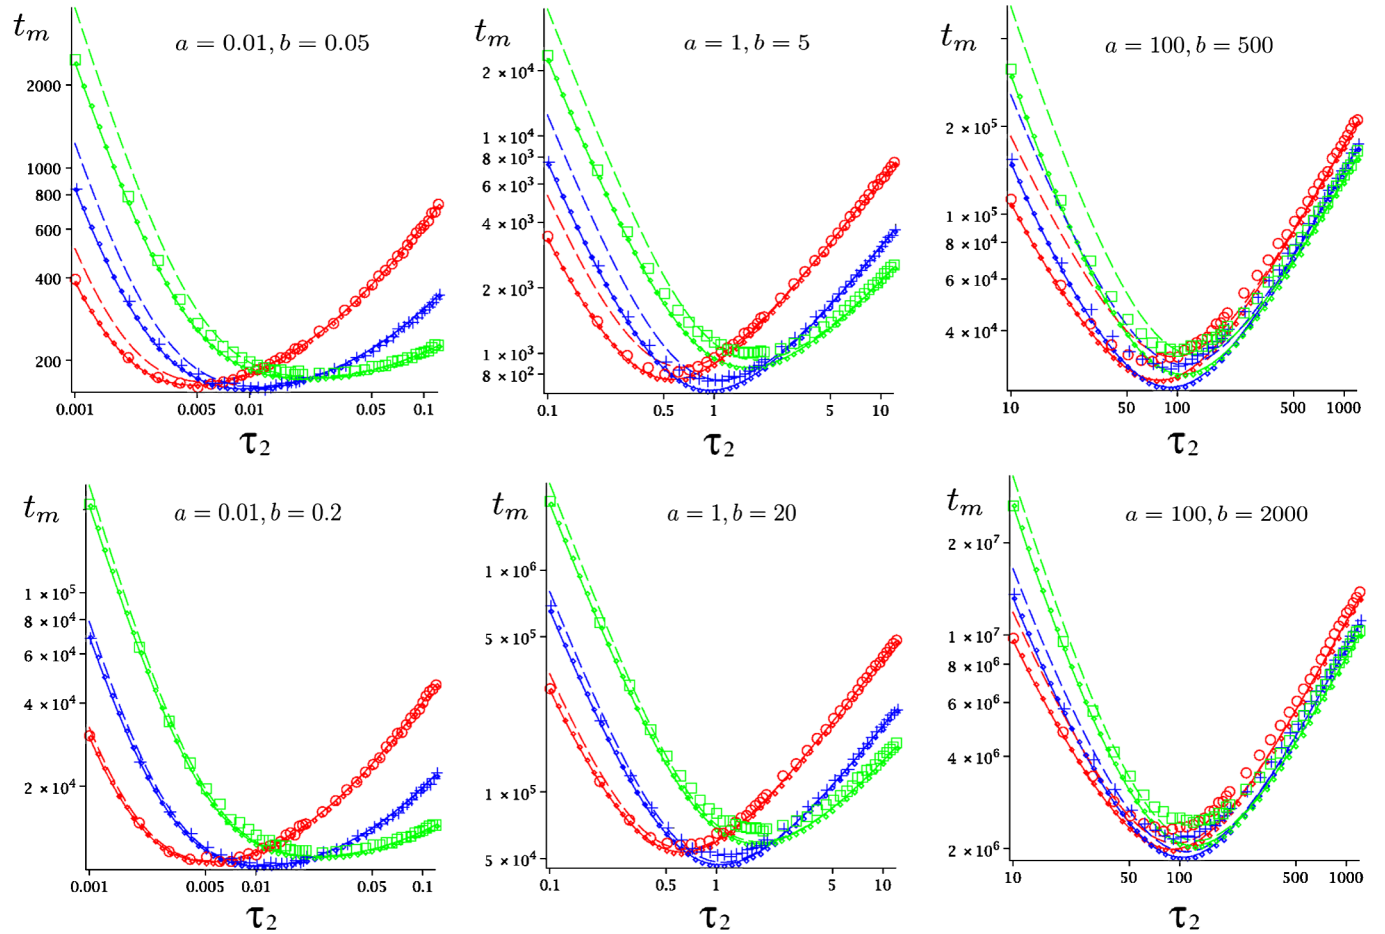 t_m
a = 0.01, b = 0.05
2000
1000
800
600
400
200
0.001 0.005 0.01 0.05 0.1
τ_2
t_m
a = 1, b = 5
2 × 10^4
1 × 10^4
8 × 10^3
6 × 10^3
4 × 10^3
2 × 10^3
1 × 10^3
8 × 10^2
0.1 0.5 1 5 10
τ_2
t_m
a = 100, b = 500
2 × 10^5
1 × 10^5
8 × 10^4
6 × 10^4
4 × 10^4
10 50 100 500 1000
τ_2
t_m
a = 0.01, b = 0.2
1 × 10^5
8 × 10^4
6 × 10^4
4 × 10^4
2 × 10^4
0.001 0.005 0.01 0.05 0.1
τ_2
t_m
a = 1, b = 20
1 × 10^6
5 × 10^5
1 × 10^5
5 × 10^4
0.1 0.5 1 5 10
τ_2
t_m
a = 100, b = 2000
2 × 10^7
1 × 10^7
8 × 10^6
6 × 10^6
4 × 10^6
2 × 10^6
10 50 100 500 1000
τ_2